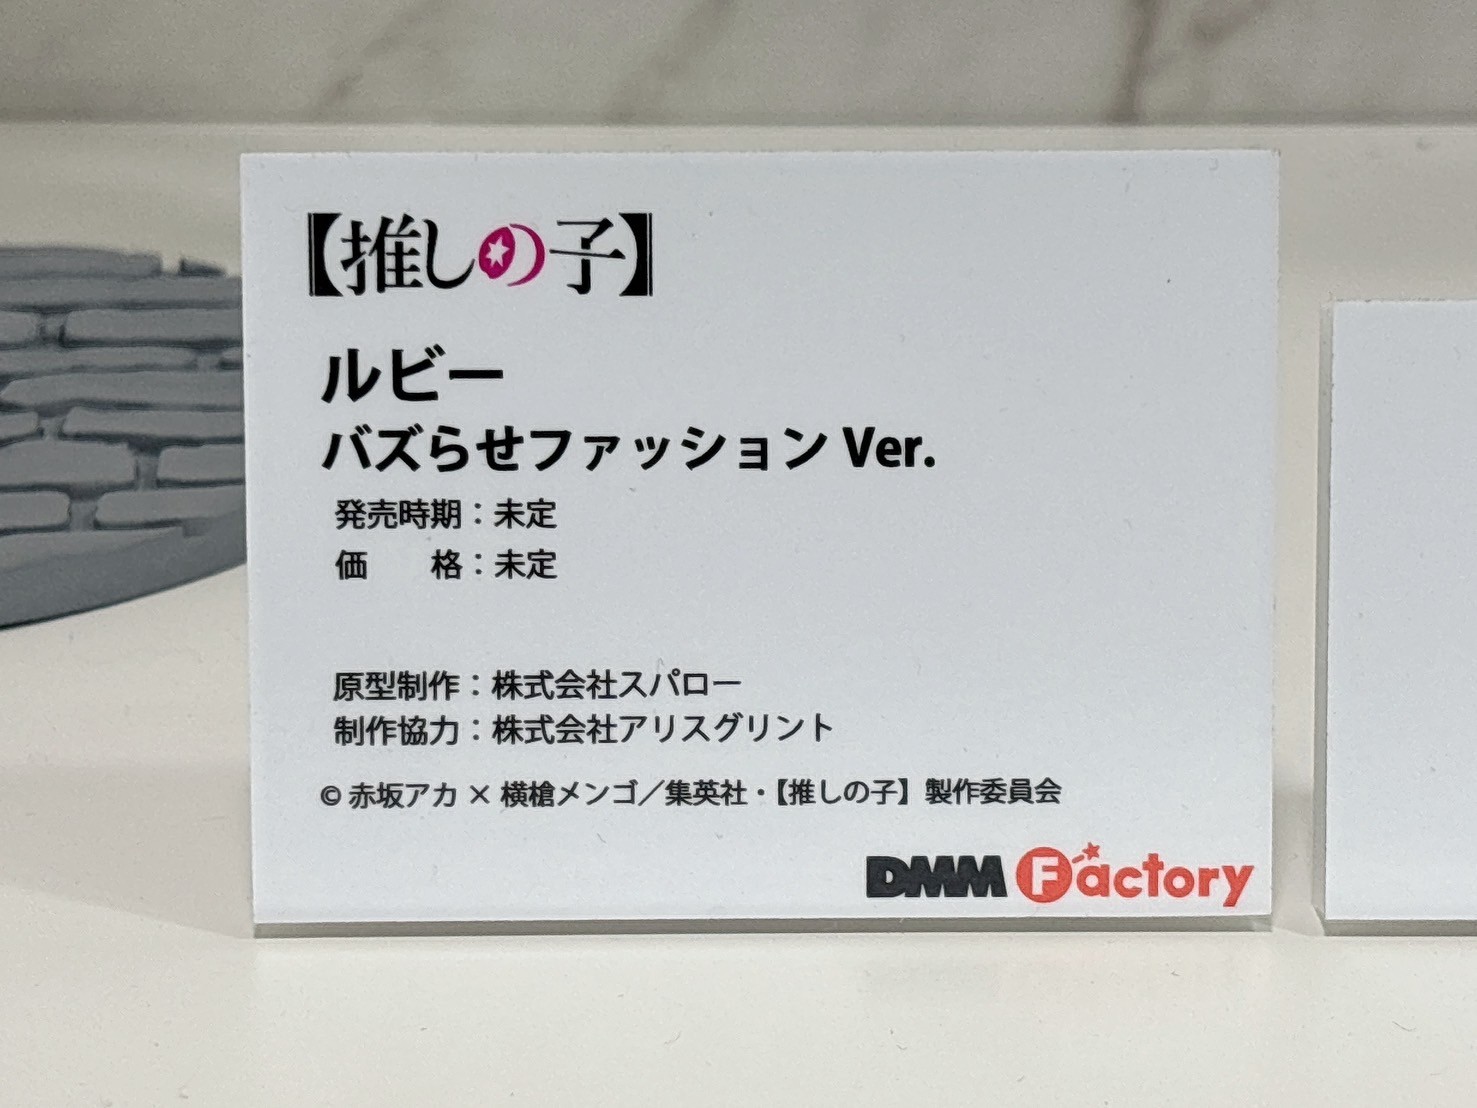 【推しの子】
ルビー
バズらせファッション Ver.
発売時期：未定
価　　格：未定
原型制作：株式会社スパロー
制作協力：株式会社アリスグリント
© 赤坂アカ × 横槍メンゴ／集英社・【推しの子】製作委員会
DMM Factory